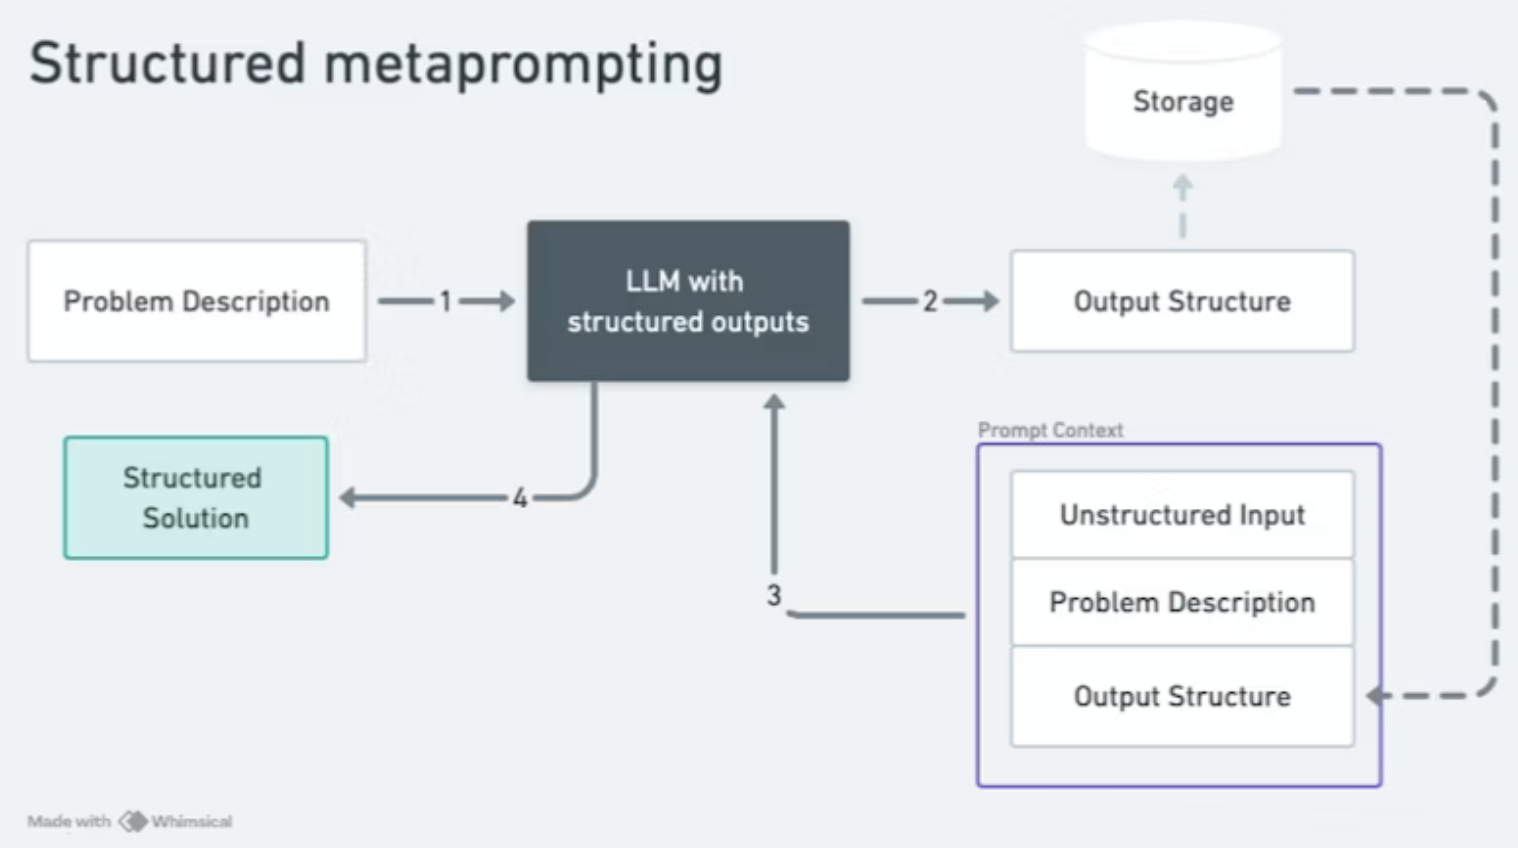 Structured metaprompting
Storage
Problem Description
1
LLM with
structured outputs
2
Output Structure
Structured
Solution
4
3
Prompt Context
Unstructured Input
Problem Description
Output Structure
Made with Whimsical